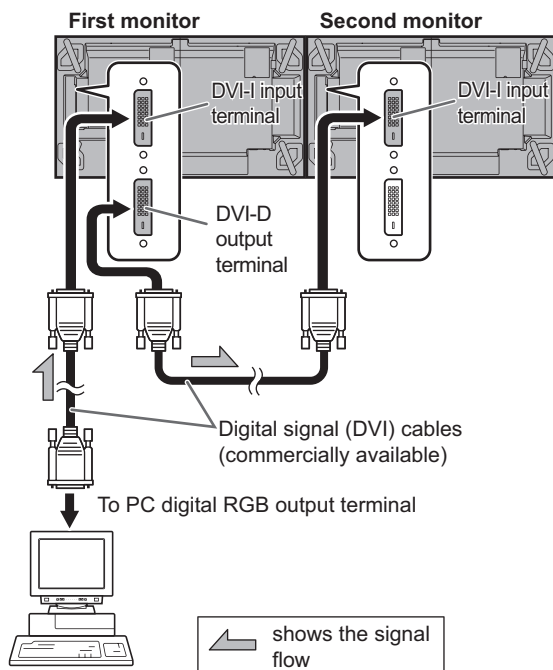 First monitor
Second monitor
DVI-I input
terminal
DVI-I input
terminal
DVI-D
output
terminal
Digital signal (DVI) cables
(commercially available)
To PC digital RGB output terminal
shows the signal
flow